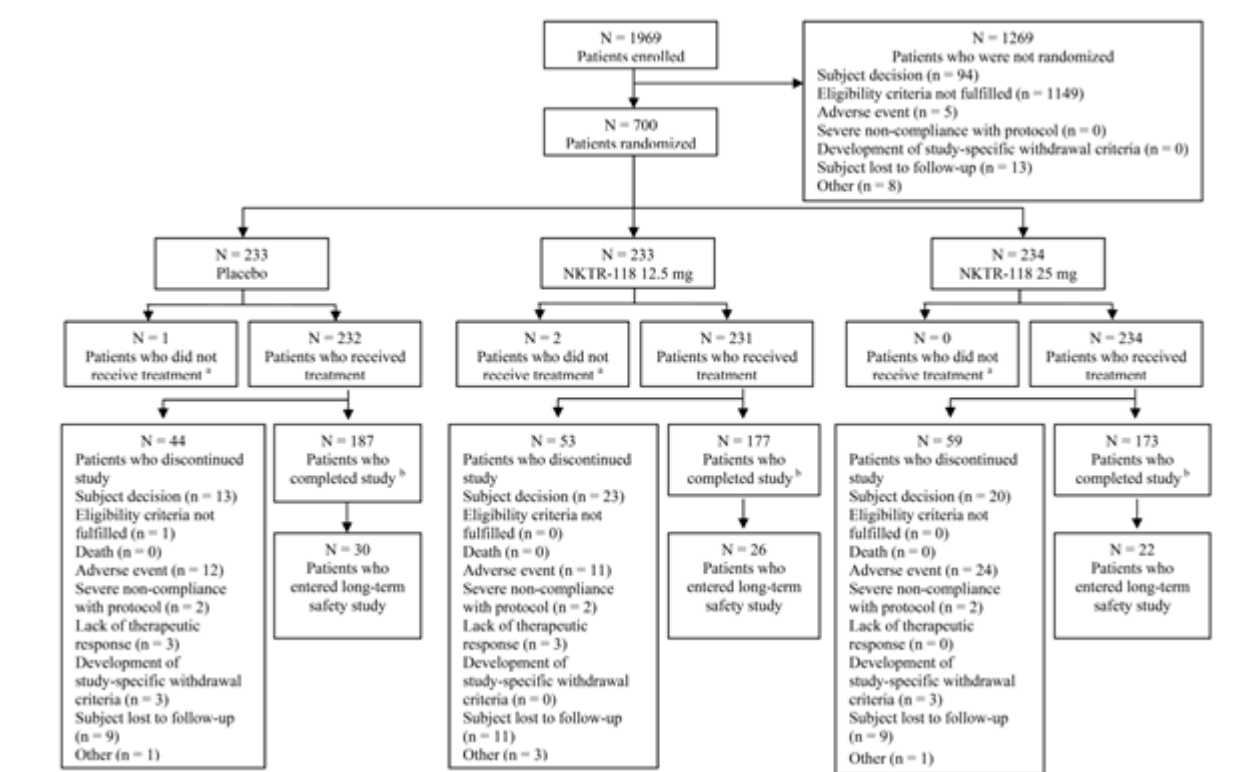 N = 1969
Patients enrolled
N = 1269
Patients who were not randomized
Subject decision (n = 94)
Eligibility criteria not fulfilled (n = 1149)
Adverse event (n = 5)
Severe non-compliance with protocol (n = 0)
Development of study-specific withdrawal criteria (n = 0)
Subject lost to follow-up (n = 13)
Other (n = 8)
N = 700
Patients randomized
N = 233
Placebo
N = 233
NKTR-118 12.5 mg
N = 234
NKTR-118 25 mg
N = 1
Patients who did not
receive treatment a
N = 232
Patients who received
treatment
N = 2
Patients who did not
receive treatment a
N = 231
Patients who received
treatment
N = 0
Patients who did not
receive treatment a
N = 234
Patients who received
treatment
N = 44
Patients who discontinued
study
Subject decision (n = 13)
Eligibility criteria not
fulfilled (n = 1)
Death (n = 0)
Adverse event (n = 12)
Severe non-compliance
with protocol (n = 2)
Lack of therapeutic
response (n = 3)
Development of
study-specific withdrawal
criteria (n = 3)
Subject lost to follow-up
(n = 9)
Other (n = 1)
N = 187
Patients who
completed study b
N = 30
Patients who
entered long-term
safety study
N = 53
Patients who discontinued
study
Subject decision (n = 23)
Eligibility criteria not
fulfilled (n = 0)
Death (n = 0)
Adverse event (n = 11)
Severe non-compliance
with protocol (n = 2)
Lack of therapeutic
response (n = 3)
Development of
study-specific withdrawal
criteria (n = 0)
Subject lost to follow-up
(n = 11)
Other (n = 3)
N = 177
Patients who
completed study b
N = 26
Patients who
entered long-term
safety study
N = 59
Patients who discontinued
study
Subject decision (n = 20)
Eligibility criteria not
fulfilled (n = 0)
Death (n = 0)
Adverse event (n = 24)
Severe non-compliance
with protocol (n = 2)
Lack of therapeutic
response (n = 0)
Development of
study-specific withdrawal
criteria (n = 3)
Subject lost to follow-up
(n = 9)
Other (n = 1)
N = 173
Patients who
completed study b
N = 22
Patients who
entered long-term
safety study